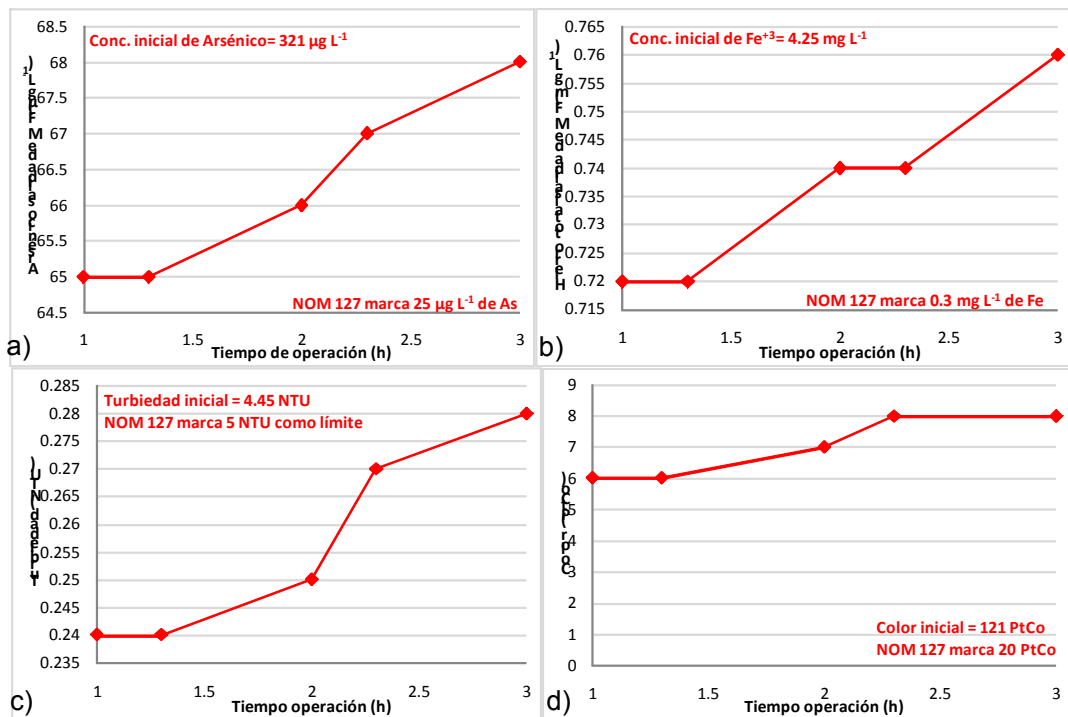 68.5
68
67.5
67
66.5
66
65.5
65
64.5
Conc. inicial de Arsénico= 321 µg L-1
NOM 127 marca 25 µg L-1 de As
1 1.5 2 2.5 3
Tiempo de operación (h)
a)
0.765
0.76
0.755
0.75
0.745
0.74
0.735
0.73
0.725
0.72
0.715
Conc. inicial de Fe+3= 4.25 mg L-1
NOM 127 marca 0.3 mg L-1 de Fe
1 1.5 2 2.5 3
Tiempo operación (h)
b)
0.285
0.28
0.275
0.27
0.265
0.26
0.255
0.25
0.245
0.24
0.235
Turbiedad inicial = 4.45 NTU
NOM 127 marca 5 NTU como límite
1 1.5 2 2.5 3
Tiempo operación (h)
c)
9
8
7
6
5
4
3
2
1
0
Color inicial = 121 PtCo
NOM 127 marca 20 PtCo
1 1.5 2 2.5 3
Tiempo operación (h)
d)